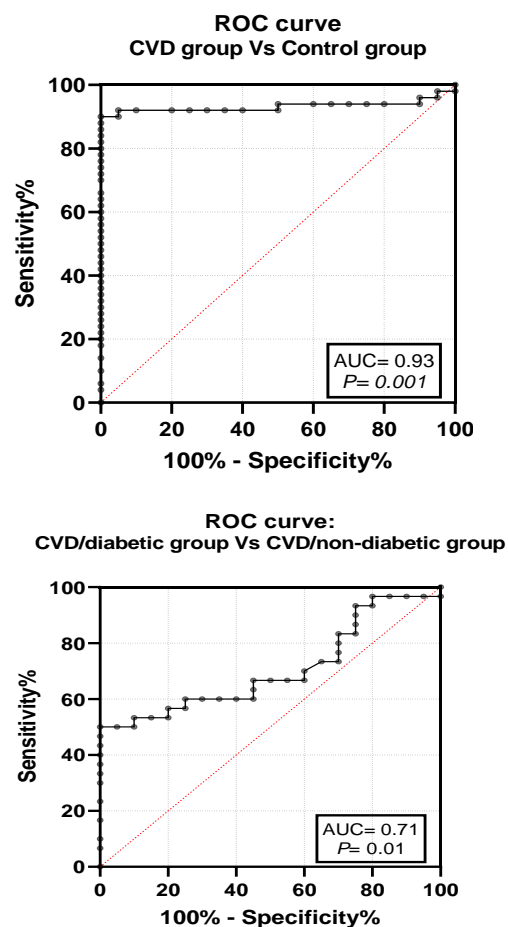 ROC curve
CVD group Vs Control group
100
80
60
40
20
0
Sensitivity%
AUC= 0.93
P= 0.001
0 20 40 60 80 100
100% - Specificity%
ROC curve:
CVD/diabetic group Vs CVD/non-diabetic group
100
80
60
40
20
0
Sensitivity%
AUC= 0.71
P= 0.01
0 20 40 60 80 100
100% - Specificity%